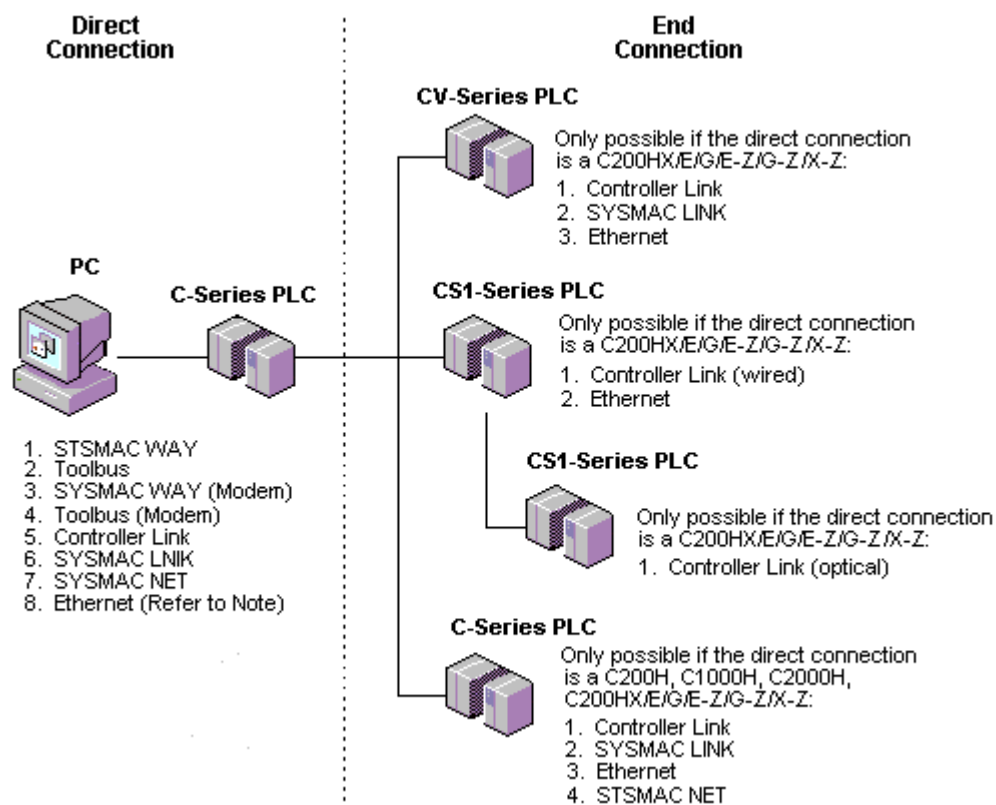 Direct
Connection
End
Connection
CV-Series PLC
Only possible if the direct connection
is a C200HX/E/G/E-Z/G-Z/X-Z:
1. Controller Link
2. SYSMAC LINK
3. Ethernet
PC
C-Series PLC
CS1-Series PLC
Only possible if the direct connection
is a C200HX/E/G/E-Z/G-Z/X-Z:
1. Controller Link (wired)
2. Ethernet
1. STSMAC WAY
2. Toolbus
3. SYSMAC WAY (Modem)
4. Toolbus (Modem)
5. Controller Link
6. SYSMAC LNIK
7. SYSMAC NET
8. Ethernet (Refer to Note)
CS1-Series PLC
Only possible if the direct connection
is a C200HX/E/G/E-Z/G-Z/X-Z:
1. Controller Link (optical)
C-Series PLC
Only possible if the direct connection
is a C200H, C1000H, C2000H,
C200HX/E/G/E-Z/G-Z/X-Z:
1. Controller Link
2. SYSMAC LINK
3. Ethernet
4. STSMAC NET